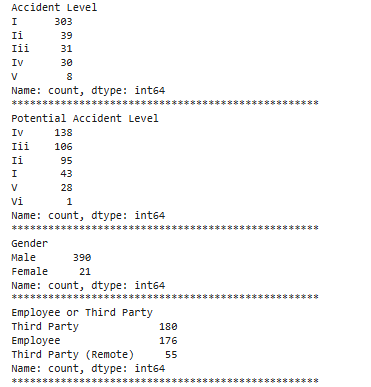 Accident Level
I      303
Ii      39
Iii     31
Iv      30
V        8
Name: count, dtype: int64
**************************************************
Potential Accident Level
Iv     138
Iii    106
Ii      95
I       43
V       28
Vi       1
Name: count, dtype: int64
**************************************************
Gender
Male      390
Female     21
Name: count, dtype: int64
**************************************************
Employee or Third Party
Third Party             180
Employee                176
Third Party (Remote)     55
Name: count, dtype: int64
**************************************************